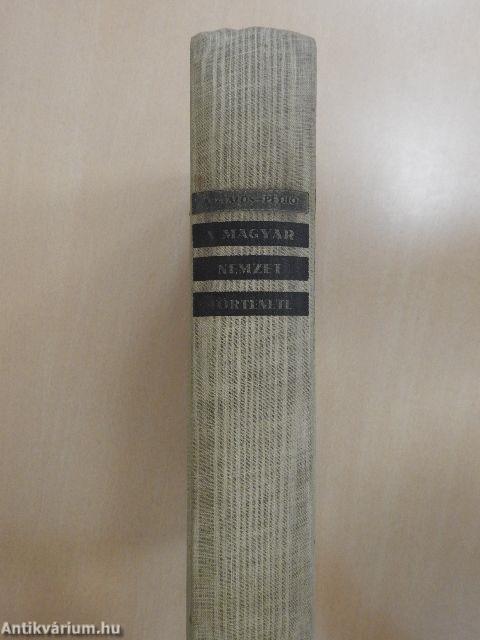 A MAGYAR
NEMZET
TÖRTÉNETE
Antikvárium.hu